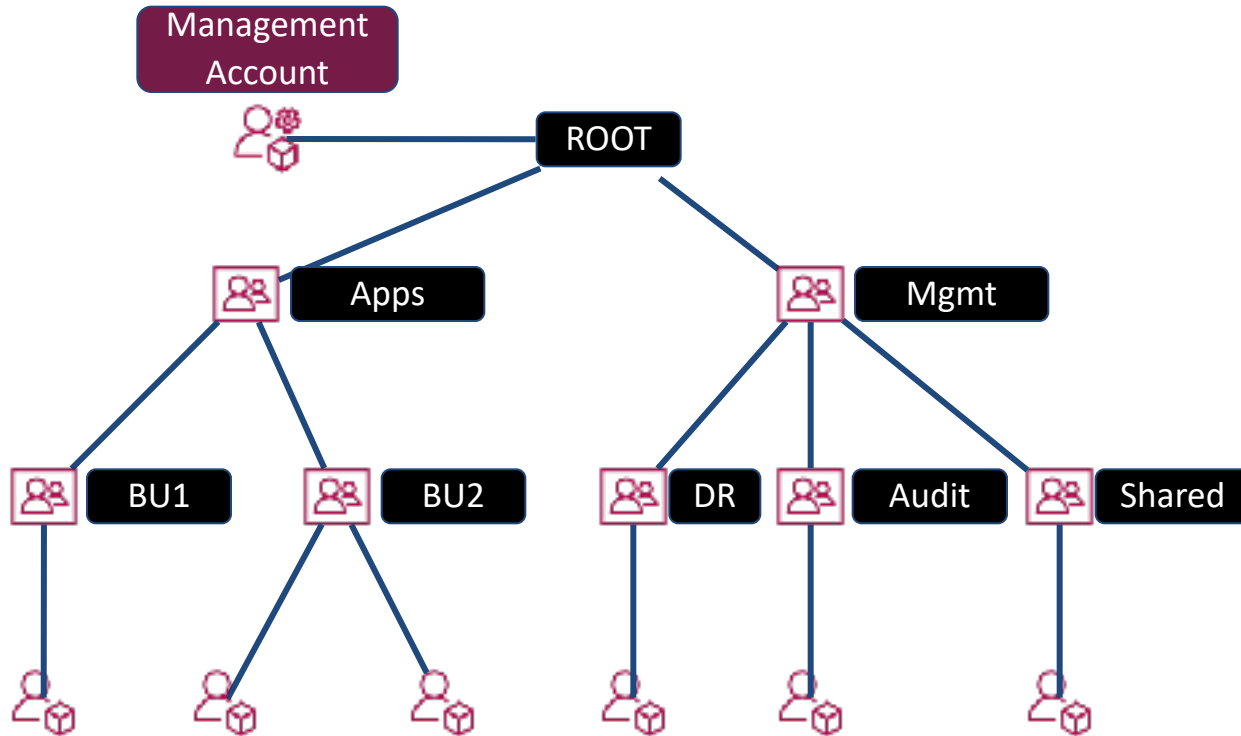 Management
Account
ROOT
Apps
Mgmt
BU1
BU2
DR
Audit
Shared